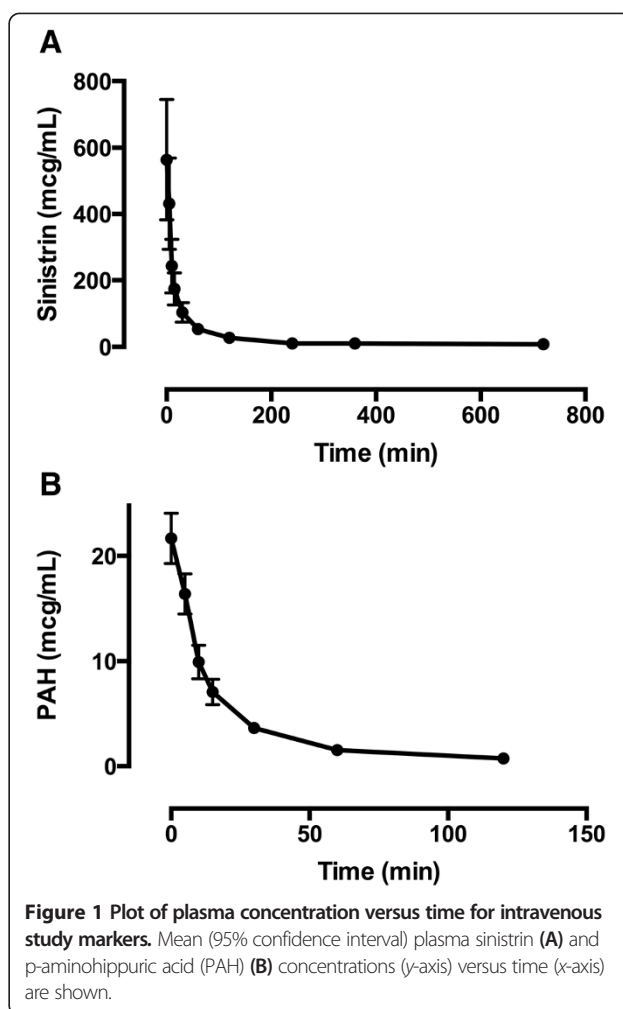 A
800
600
400
200
0
Sinistrin (mcg/mL)
0 200 400 600 800
Time (min)
B
20
10
0
PAH (mcg/mL)
0 50 100 150
Time (min)
Figure 1 Plot of plasma concentration versus time for intravenous
study markers. Mean (95% confidence interval) plasma sinistrin (A) and
p-aminohippuric acid (PAH) (B) concentrations (y-axis) versus time (x-axis)
are shown.